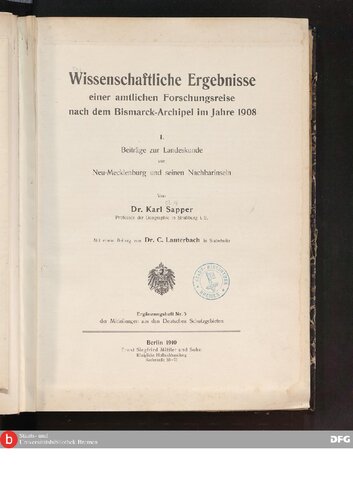 Wissenschaftliche Ergebnisse
einer amtlichen Forschungsreise
nach dem Bismarck-Archipel im Jahre 1908
I.
Beiträge zur Landeskunde
von
Neu-Mecklenburg und seinen Nachbarinseln
Von
Dr. Karl Sapper
Professor der Geographie in Straßburg i. E.
Mit einem Beitrag von Dr. C. Lauterbach in Stabelwitz
Ergänzungsheft Nr. 3
der Mitteilungen aus den Deutschen Schutzgebieten
Berlin 1910
Ernst Siegfried Mittler und Sohn
Königliche Hofbuchhandlung
Kochstraße 68–71
b
Staats- und
Universitätsbibliothek Bremen
DFG